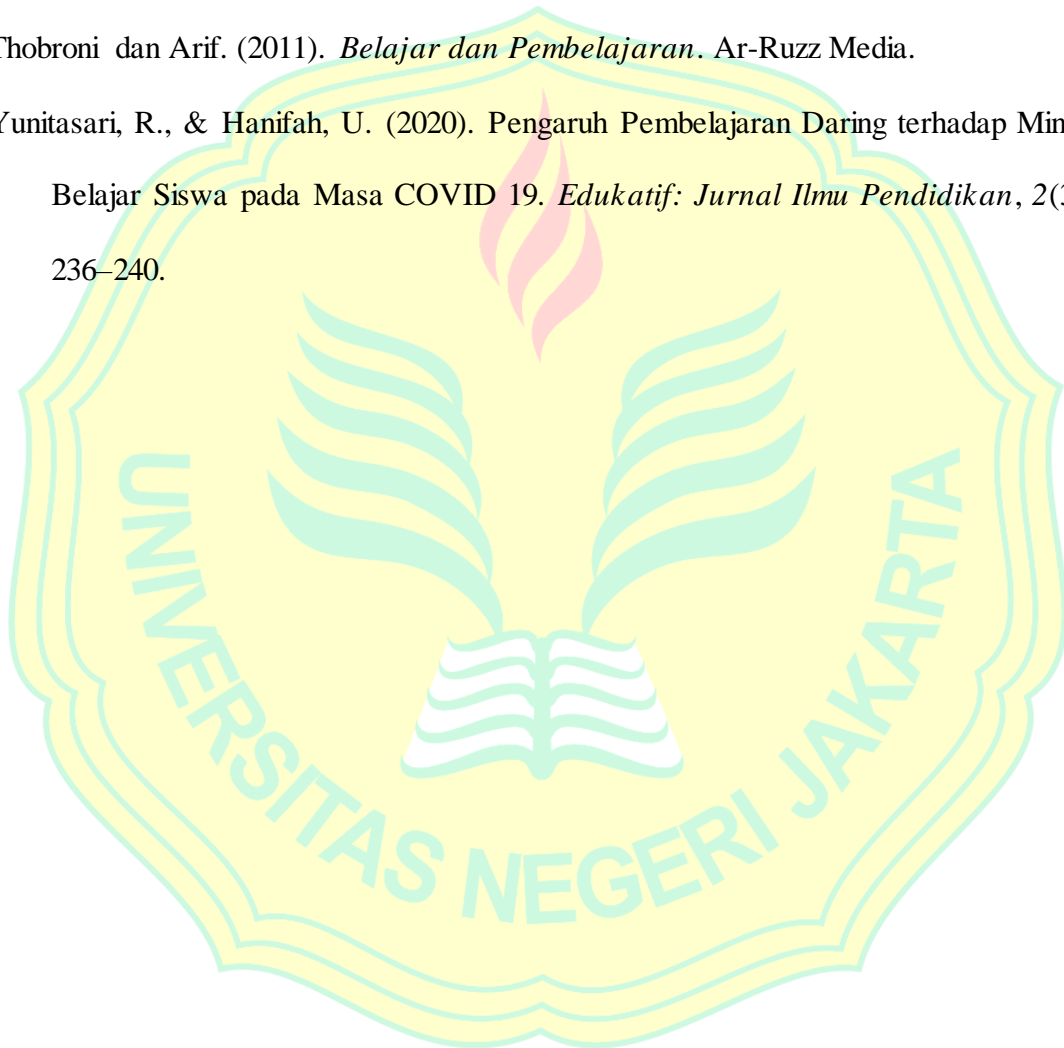 Thobroni dan Arif. (2011). Belajar dan Pembelajaran. Ar-Ruzz Media.
Yunitasari, R., & Hanifah, U. (2020). Pengaruh Pembelajaran Daring terhadap Min
Belajar Siswa pada Masa COVID 19. Edukatif: Jurnal Ilmu Pendidikan, 2(3
236–240.
UNIVERSITAS NEGERI JAKARTA